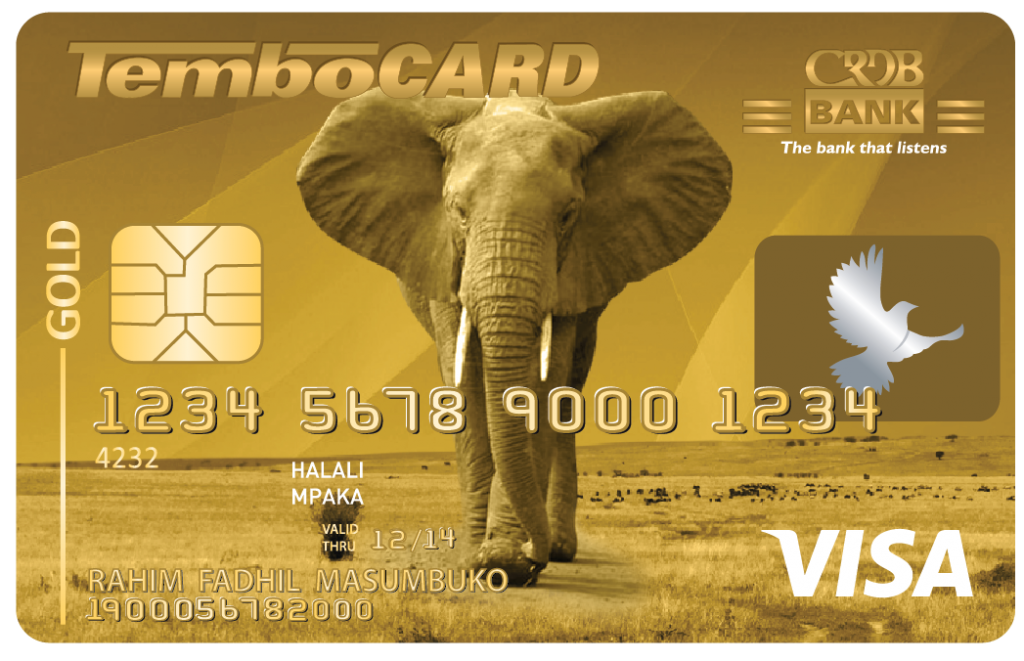 TemboCARD
CRDB
BANK
The bank that listens
GOLD
1234 5678 9000 1234
4232
HALALI
MPAKA
VALID
THRU
12/14
RAHIM FADHIL MASUMBUKO
1900056782000
VISA